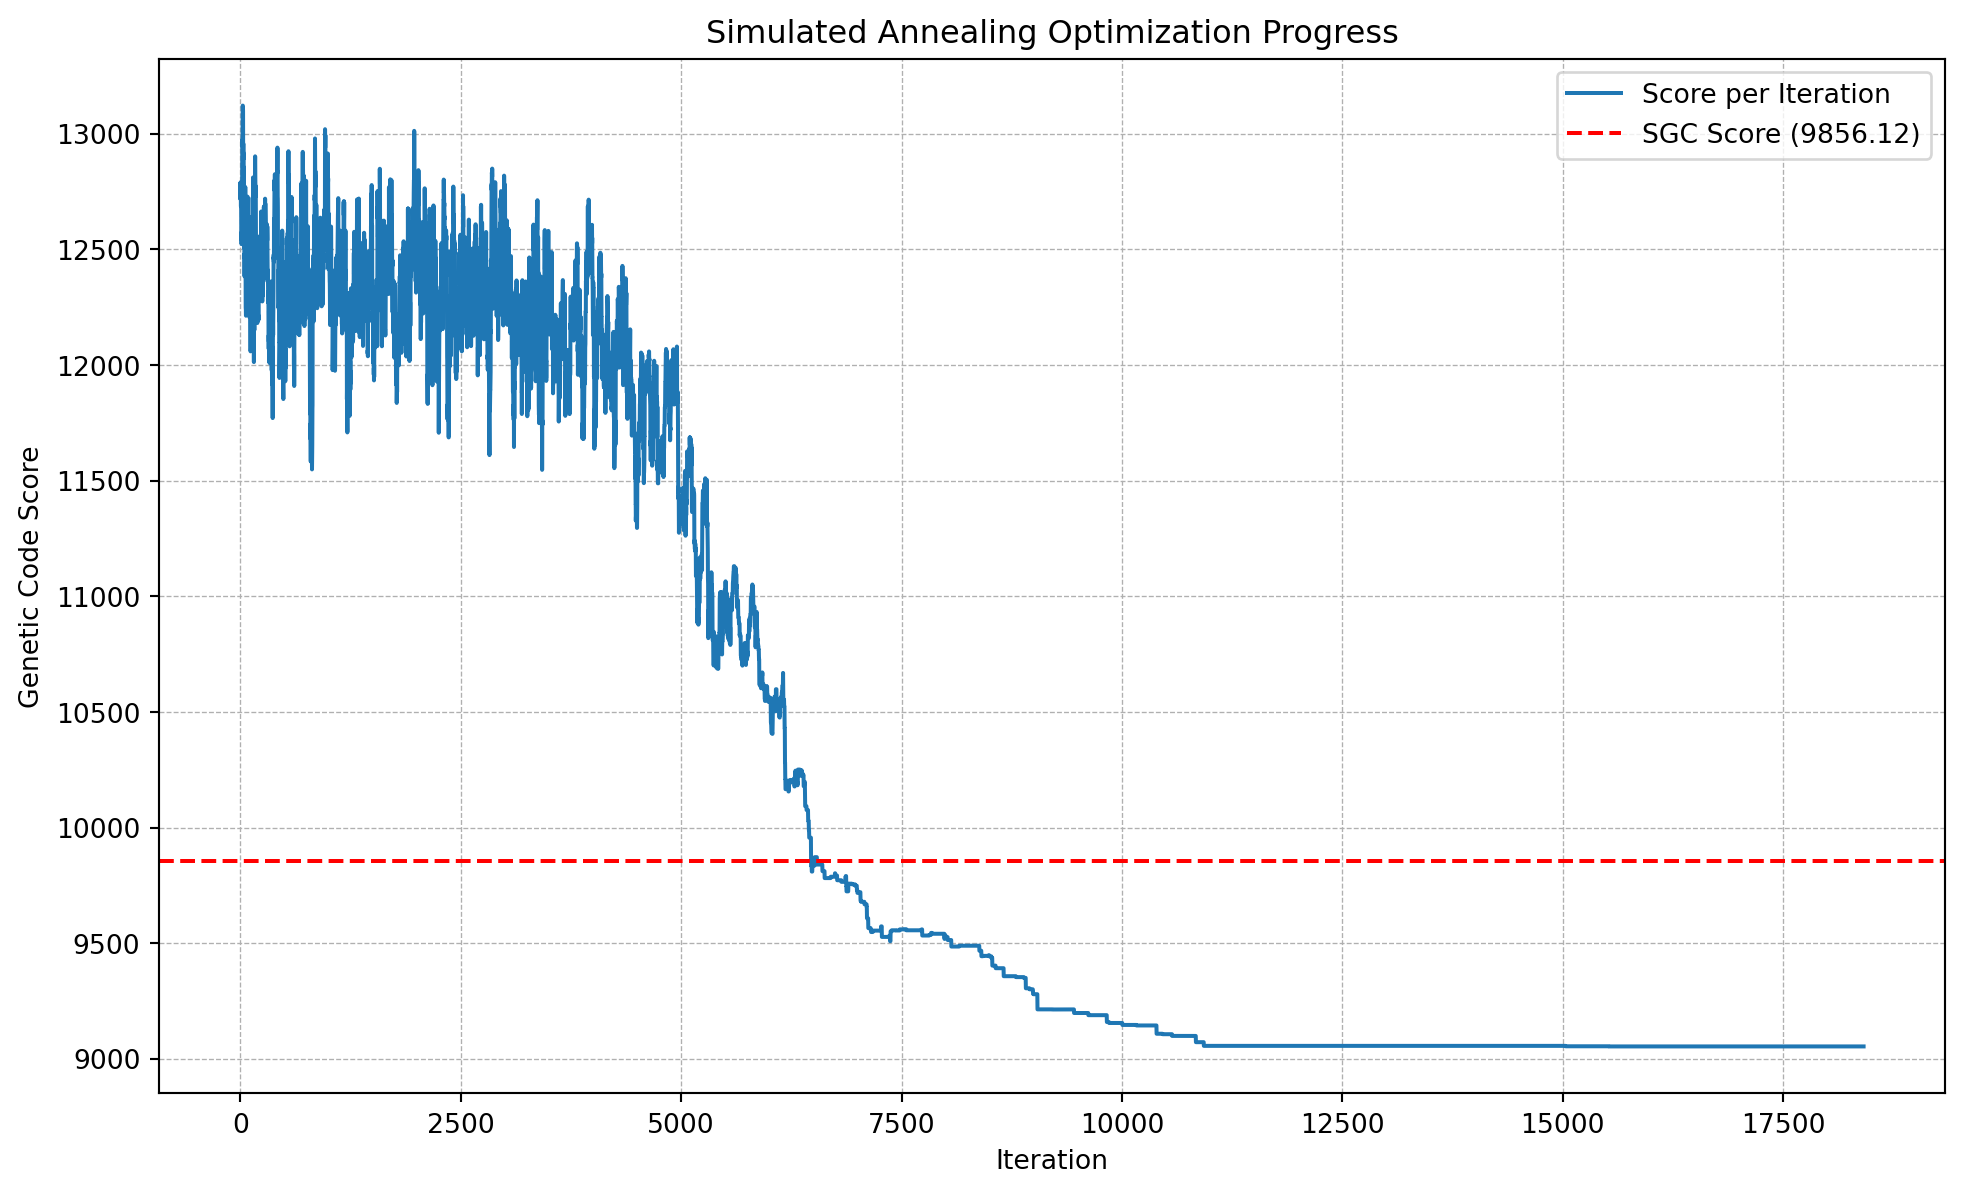 Simulated Annealing Optimization Progress
Score per Iteration
SGC Score (9856.12)
Genetic Code Score
13000
12500
12000
11500
11000
10500
10000
9500
9000
0 2500 5000 7500 10000 12500 15000 17500
Iteration